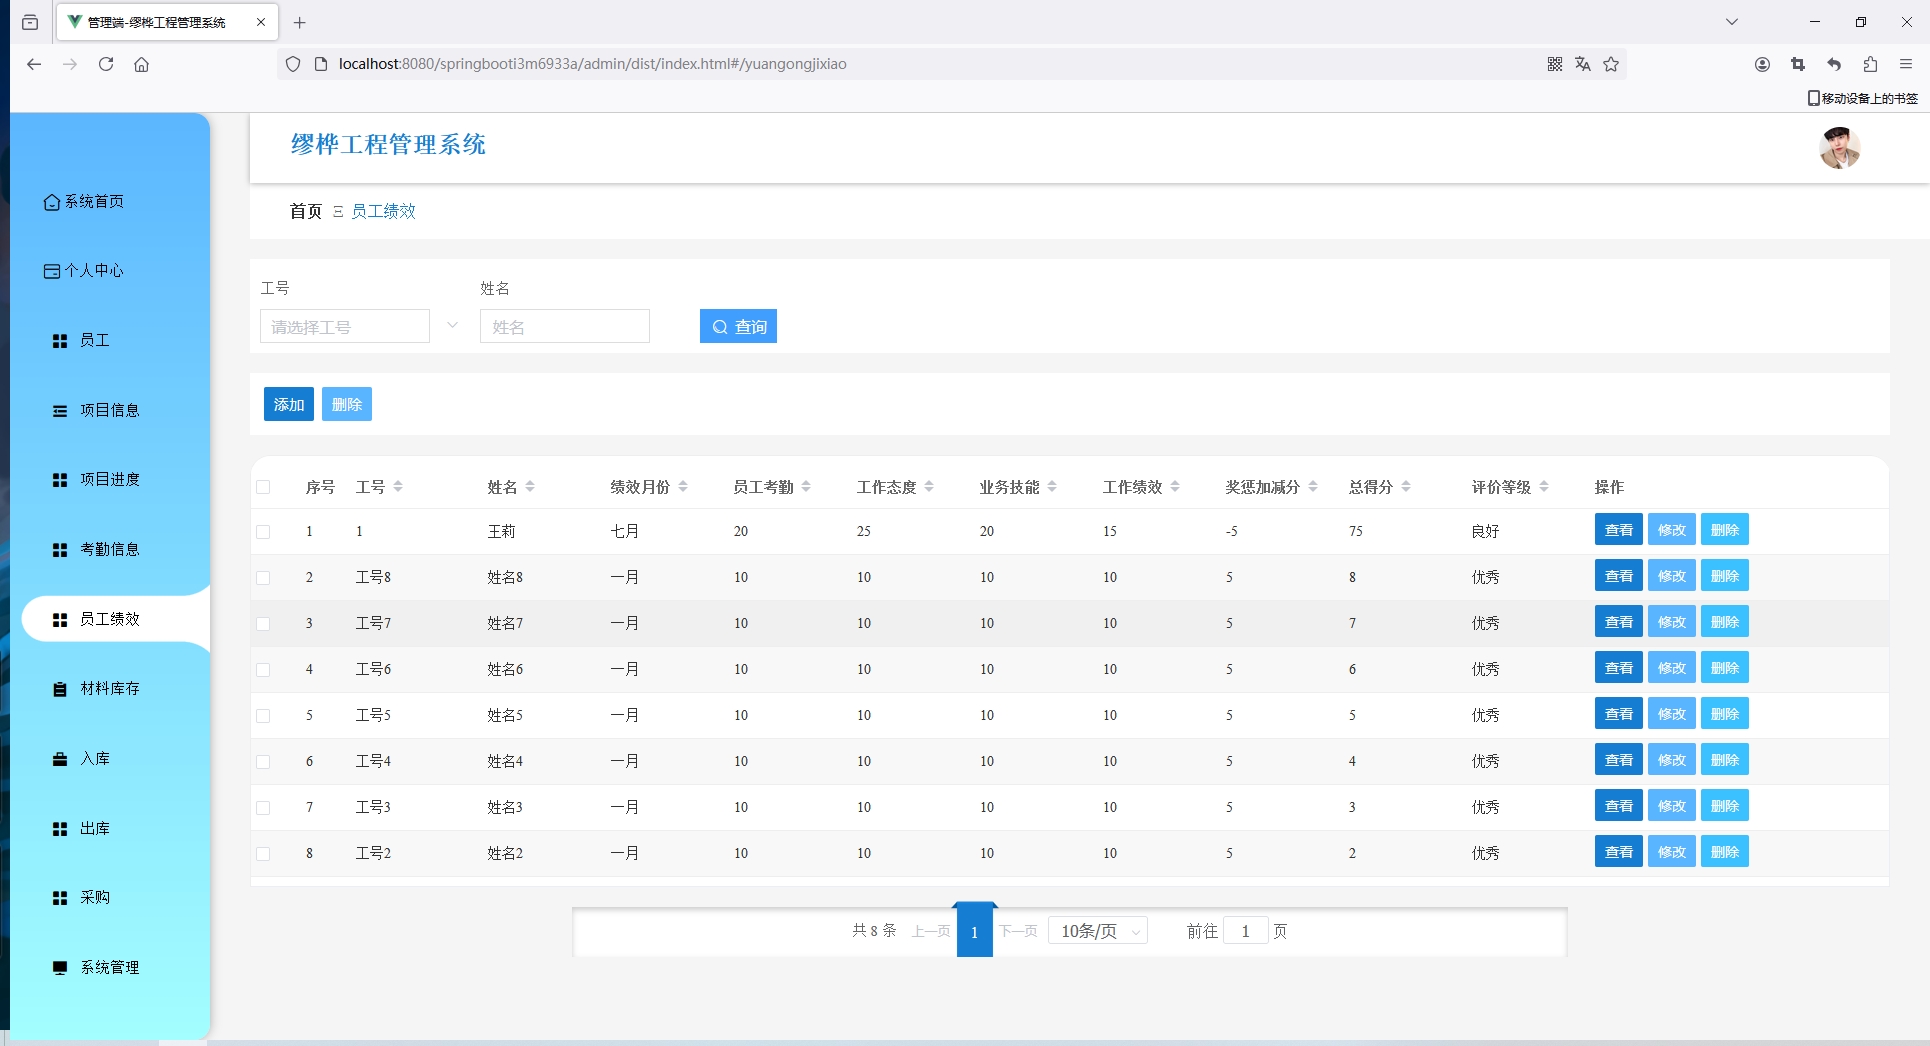 管理端-缪桦工程管理系统
localhost:8080/springbooti3m6933a/admin/dist/index.html#/yuangongjixiao
移动设备上的书签
缪桦工程管理系统
首页 Ξ 员工绩效
系统首页
个人中心
员工
项目信息
项目进度
考勤信息
员工绩效
材料库存
入库
出库
采购
系统管理
工号 姓名
请选择工号 姓名 查询
添加 删除
序号 工号 姓名 绩效月份 员工考勤 工作态度 业务技能 工作绩效 奖惩加减分 总得分 评价等级 操作
1 1 王莉 七月 20 25 20 15 -5 75 良好 查看 修改 删除
2 工号8 姓名8 一月 10 10 10 10 5 8 优秀 查看 修改 删除
3 工号7 姓名7 一月 10 10 10 10 5 7 优秀 查看 修改 删除
4 工号6 姓名6 一月 10 10 10 10 5 6 优秀 查看 修改 删除
5 工号5 姓名5 一月 10 10 10 10 5 5 优秀 查看 修改 删除
6 工号4 姓名4 一月 10 10 10 10 5 4 优秀 查看 修改 删除
7 工号3 姓名3 一月 10 10 10 10 5 3 优秀 查看 修改 删除
8 工号2 姓名2 一月 10 10 10 10 5 2 优秀 查看 修改 删除
共 8 条 上一页 1 下一页 10条/页 前往 1 页